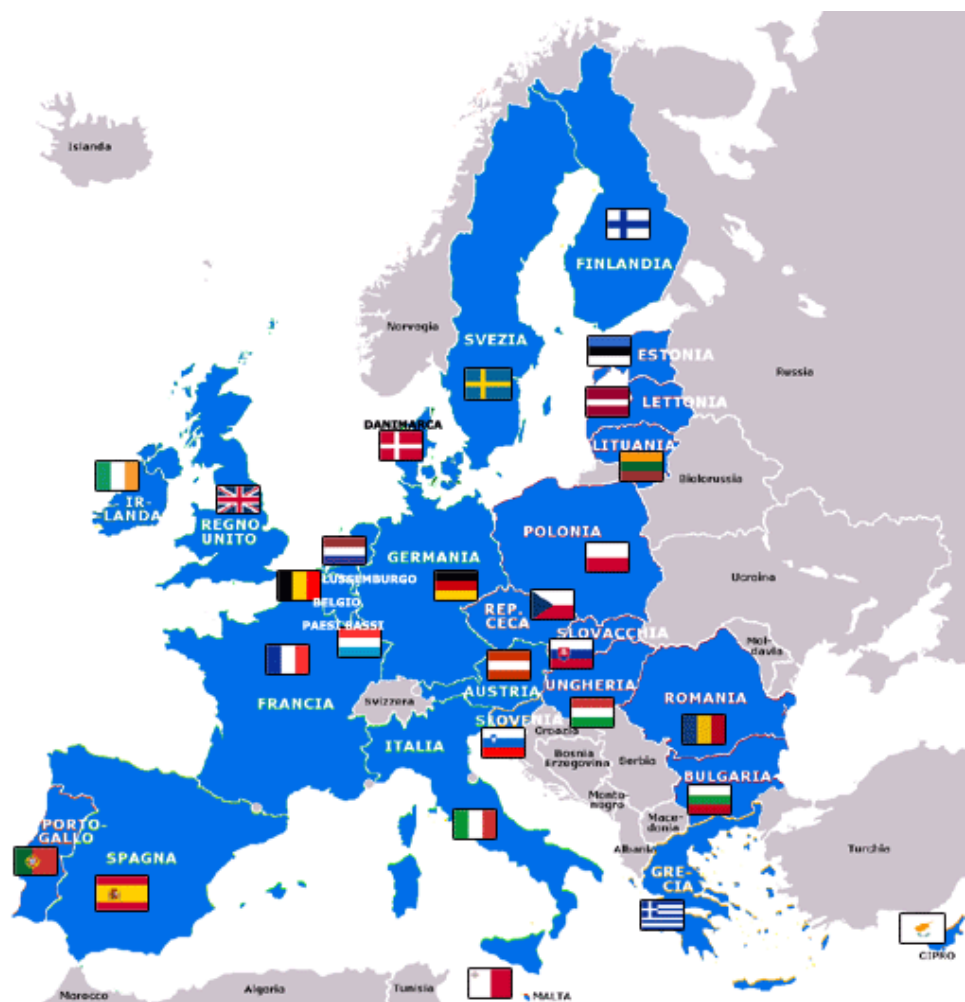 Islanda
FINLANDIA
Norvegia
SVEZIA
ESTONIA
Russia
LETTONIA
DANIMARCA
LITUANIA
Bielorussia
IR-
LANDA
REGNO
UNITO
POLONIA
GERMANIA
LUSSEMBURGO
Ucraina
BELGIO
REP.
CECA
PAESI BASSI
SLOVACCHIA
Mol-
davia
UNGHERIA
AUSTRIA
ROMANIA
Svizzera
FRANCIA
SLOVENIA
Croazia
ITALIA
Bosnia
Erzegovina
Serbia
BULGARIA
Monte-
negro
Mace-
donia
PORTO-
GALLO
Albania
Turchia
SPAGNA
GRE-
CIA
CIPRO
Marocco
Algeria
Tunisia
MALTA